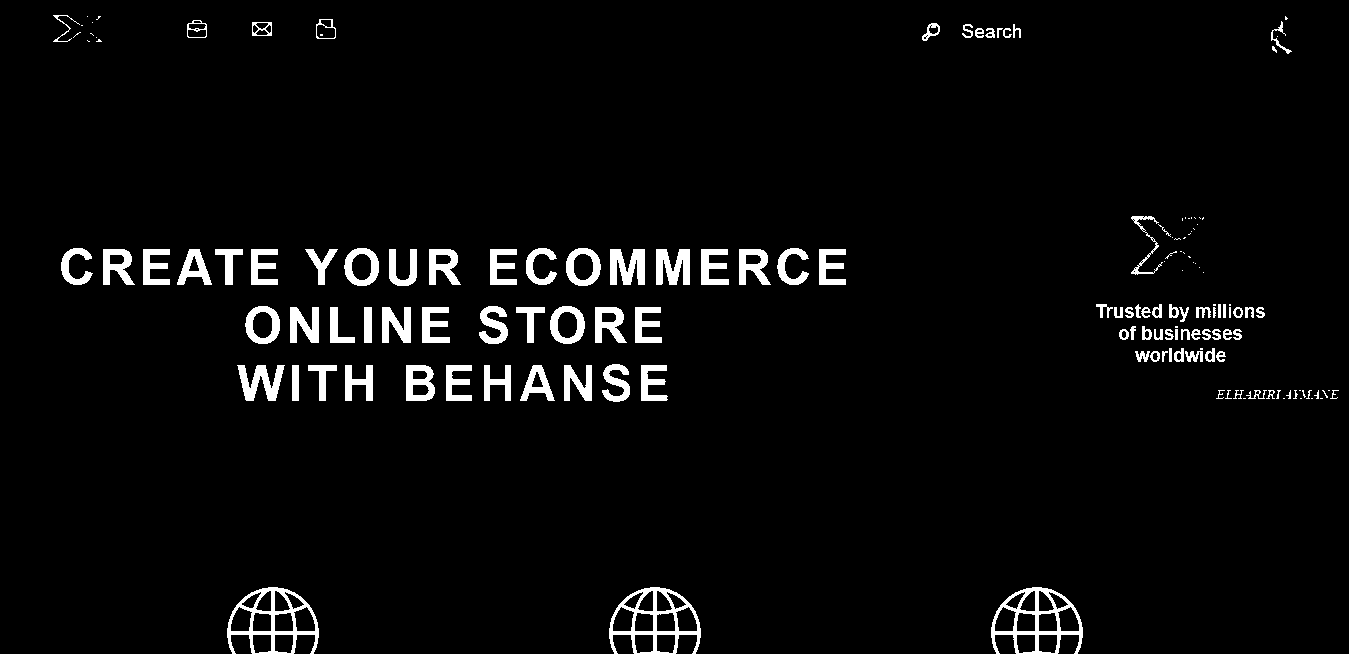 Search
CREATE YOUR ECOMMERCE
ONLINE STORE
WITH BEHANSE
Trusted by millions
of businesses
worldwide
ELHARIRI AYMANE